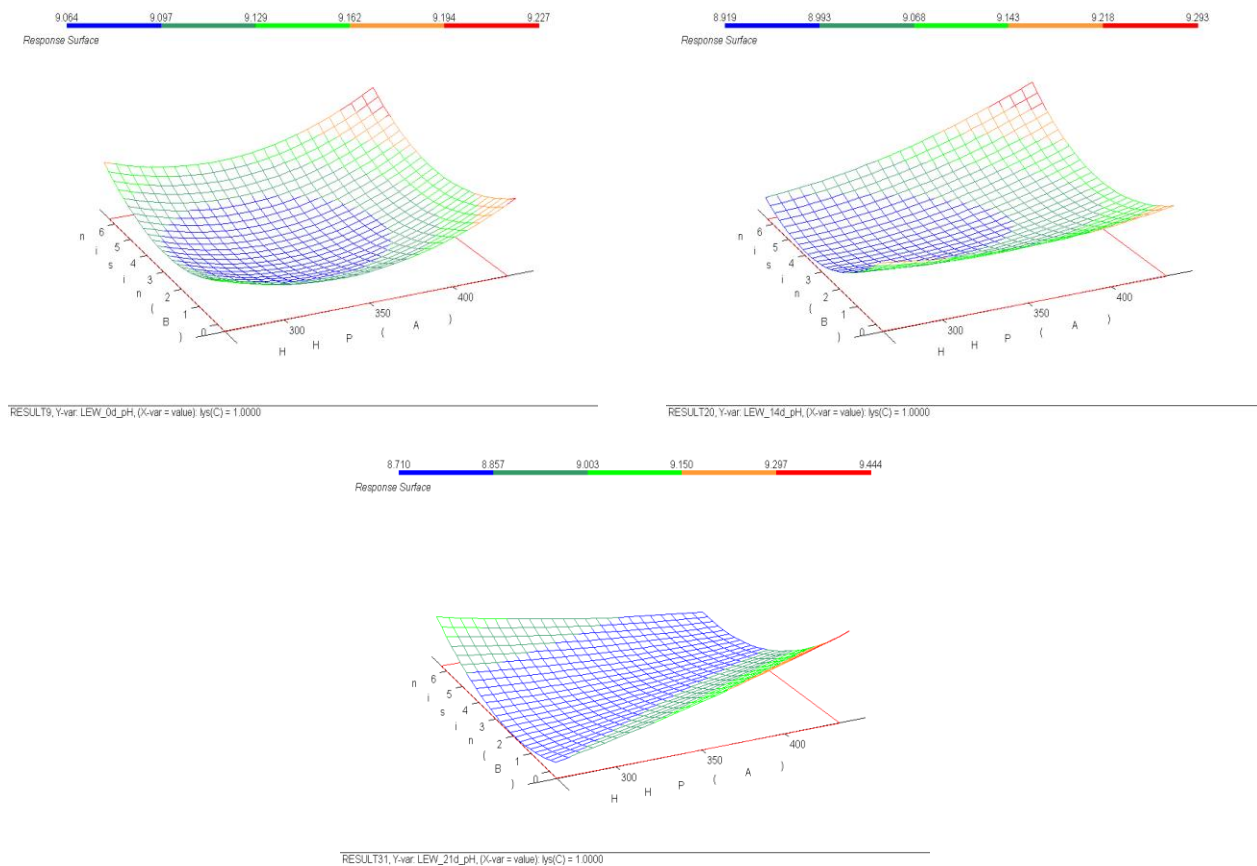 9.064 9.097 9.129 9.162 9.194 9.227
Response Surface
n i s i n ( B )
6 5 4 3 2 1 0
300 350 400
H H P ( A )
RESULT9, Y-var: LEW_0d_pH, (X-var = value): lys(C) = 1.0000
8.919 8.993 9.068 9.143 9.218 9.293
Response Surface
n i s i n ( B )
6 5 4 3 2 1 0
300 350 400
H H P ( A )
RESULT20, Y-var: LEW_14d_pH, (X-var = value): lys(C) = 1.0000
8.710 8.857 9.003 9.150 9.297 9.444
Response Surface
n i s i n ( B )
6 5 4 3 2 1 0
300 350 400
H H P ( A )
RESULT31, Y-var: LEW_21d_pH, (X-var = value): lys(C) = 1.0000